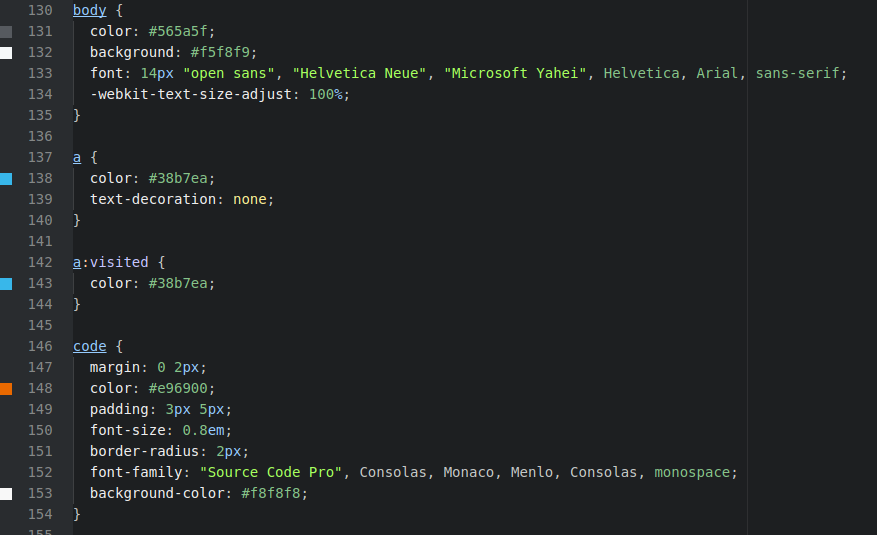 130 body {
131   color: #565a5f;
132   background: #f5f8f9;
133   font: 14px "open sans", "Helvetica Neue", "Microsoft Yahei", Helvetica, Arial, sans-serif;
134   -webkit-text-size-adjust: 100%;
135 }
136
137 a {
138   color: #38b7ea;
139   text-decoration: none;
140 }
141
142 a:visited {
143   color: #38b7ea;
144 }
145
146 code {
147   margin: 0 2px;
148   color: #e96900;
149   padding: 3px 5px;
150   font-size: 0.8em;
151   border-radius: 2px;
152   font-family: "Source Code Pro", Consolas, Monaco, Menlo, Consolas, monospace;
153   background-color: #f8f8f8;
154 }
155